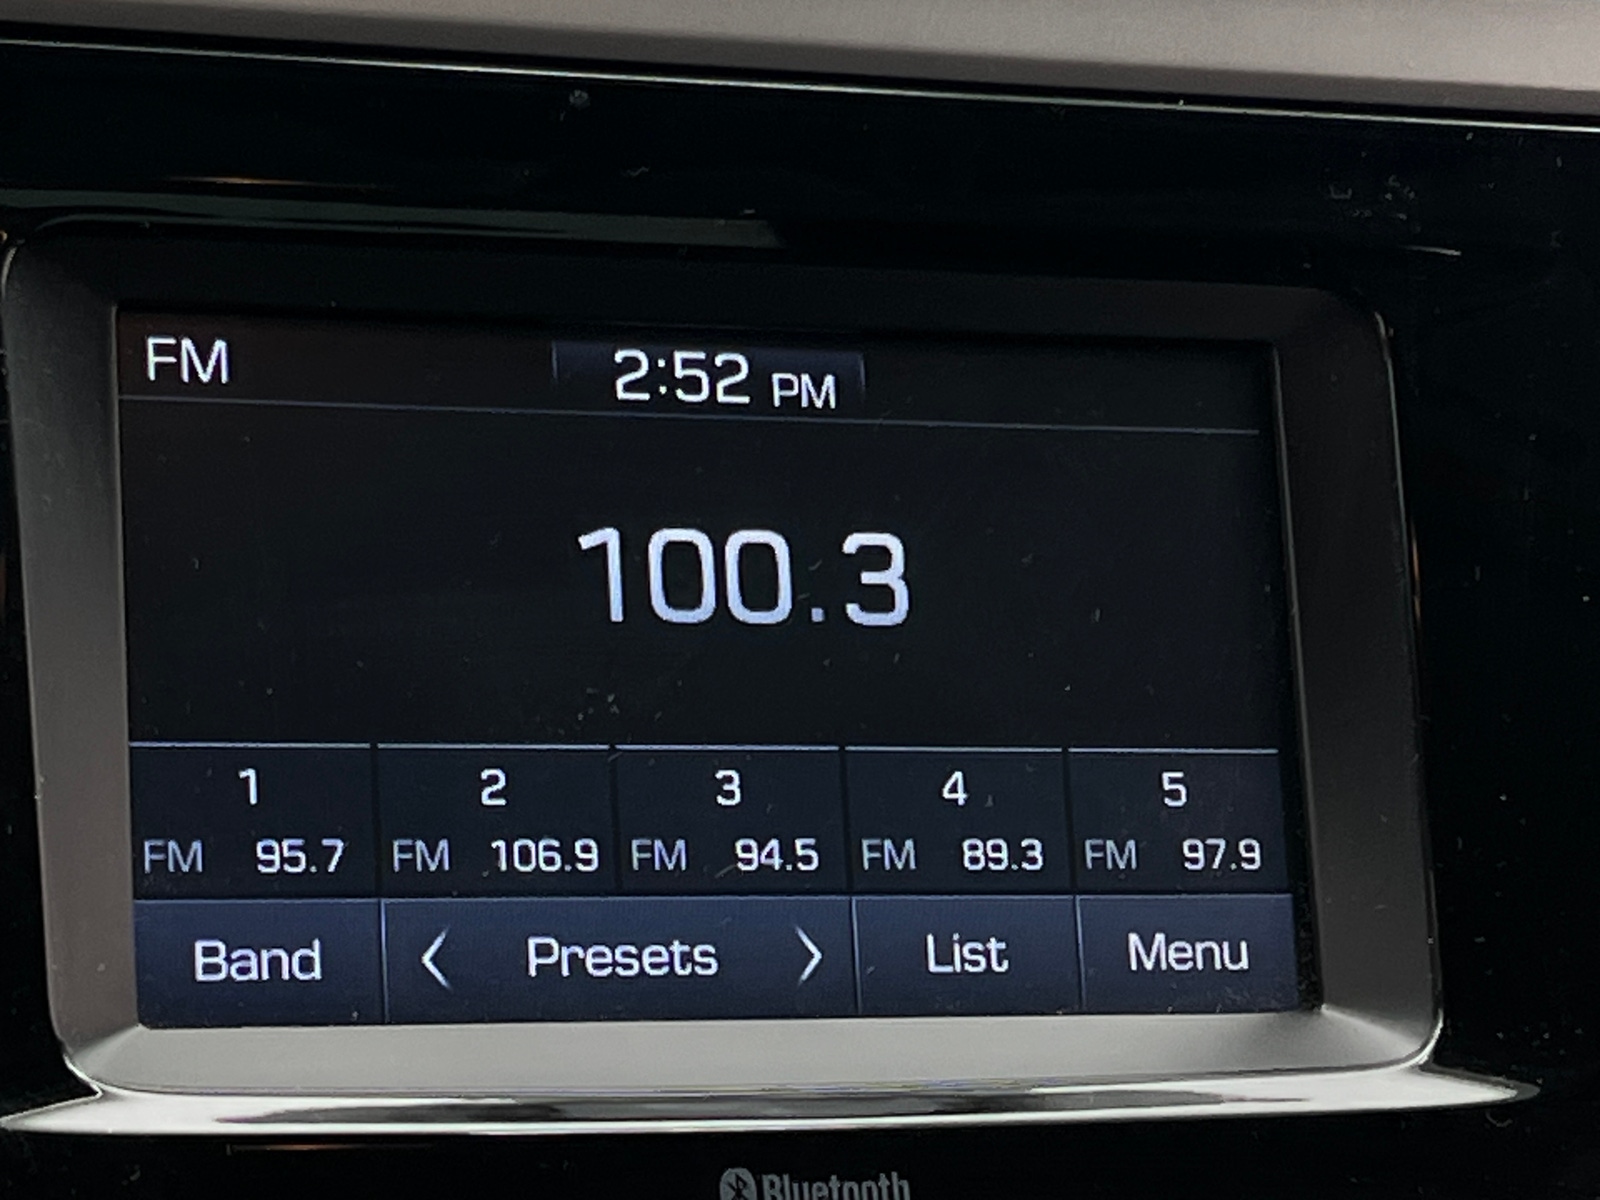 FM 2:52 PM
100.3
1 2 3 4 5
FM 95.7 FM 106.9 FM 94.5 FM 89.3 FM 97.9
Band < Presets > List Menu
Bluetooth